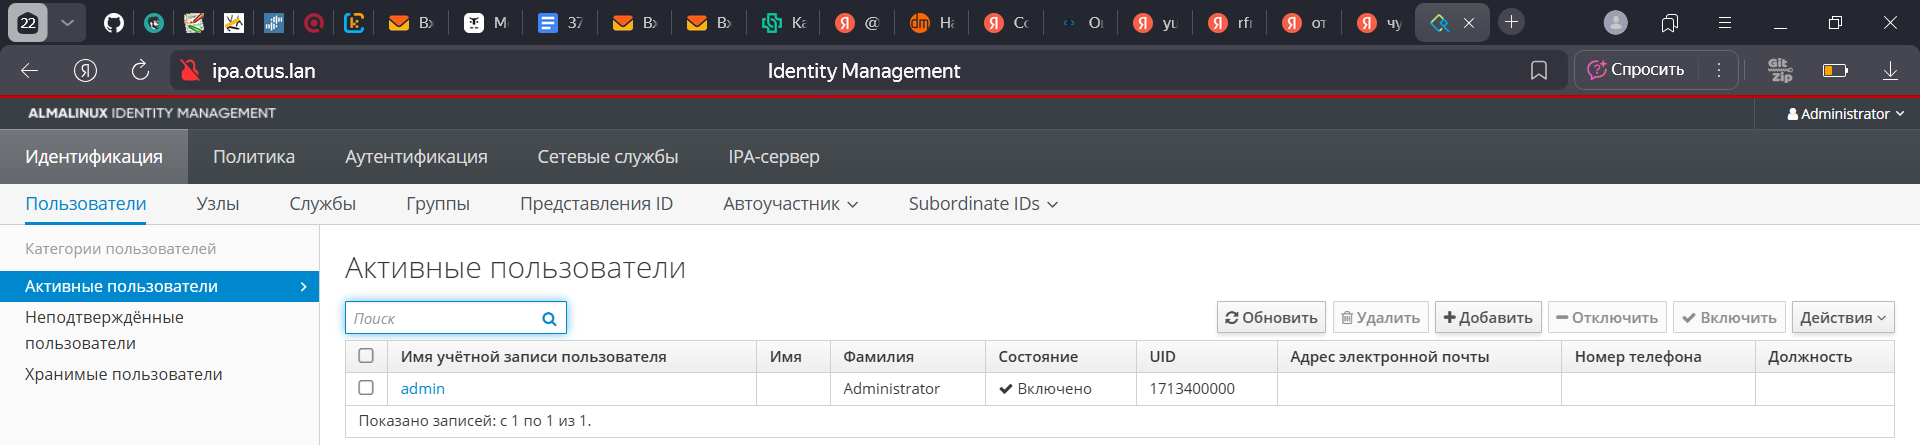 22 Вх М 37 Вх Вх Ка @ На Сс Оц yu rfr от чу
ipa.otus.lan Identity Management Спросить Git Zip
ALMALINUX IDENTITY MANAGEMENT Administrator
Идентификация Политика Аутентификация Сетевые службы IPA-сервер
Пользователи Узлы Службы Группы Представления ID Автоучастник Subordinate IDs
Категории пользователей
Активные пользователи
Неподтверждённые
пользователи
Хранимые пользователи
Активные пользователи
Поиск Обновить Удалить Добавить Отключить Включить Действия
Имя учётной записи пользователя Имя Фамилия Состояние UID Адрес электронной почты Номер телефона Должность
admin Administrator Включено 1713400000
Показано записей: с 1 по 1 из 1.